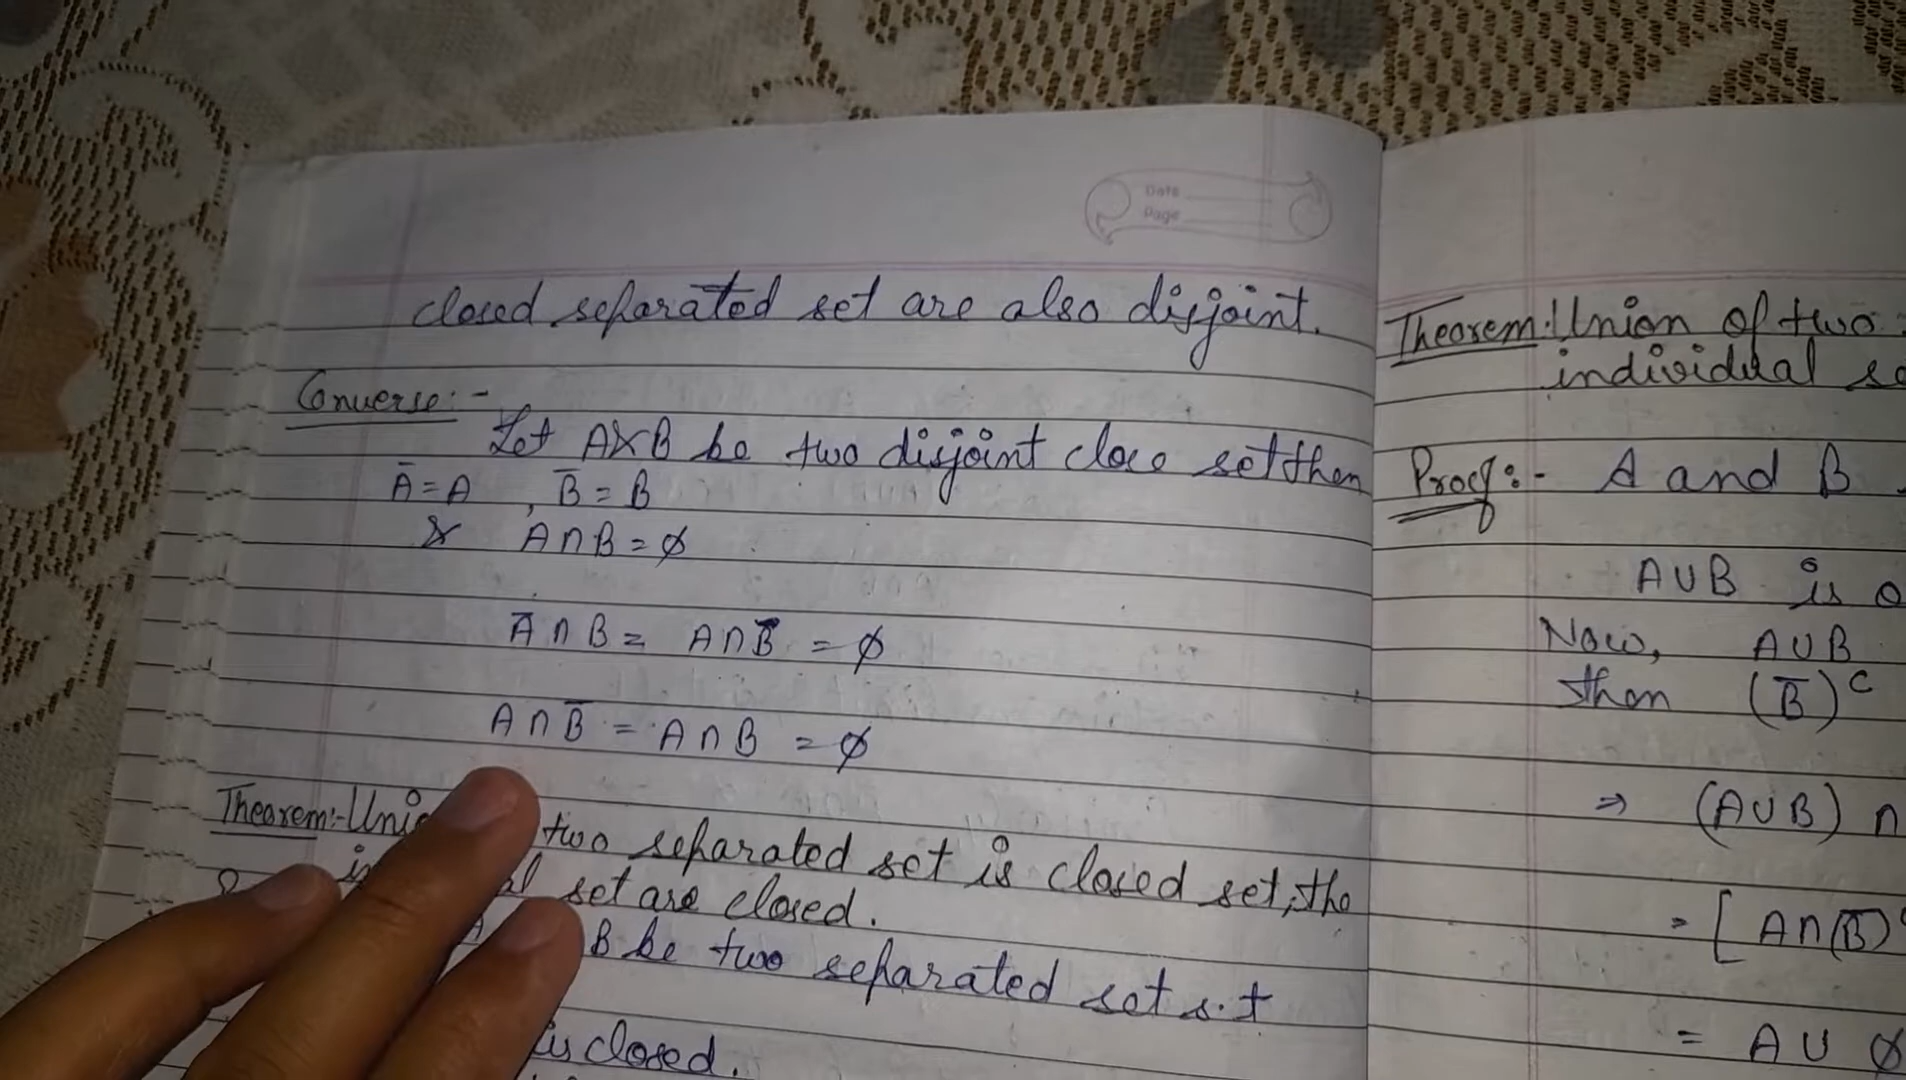 Date
Page
closed separated set are also disjoint.
Converse:-
Let A & B be two disjoint close set then
Ā = A , B̄ = B
& A ∩ B = ϕ
Ā ∩ B = A ∩ B̄ = ϕ
A ∩ B̄ = A ∩ B = ϕ
Theorem:- two separated set is closed set, the
set are closed.
B be two separated set s.t
is closed.
Theorem: Union of two
individual
Proof:- A and B
A ∪ B is
Now, A ∪ B
then (B̄)ᶜ
⇒ (A ∪ B) ∩
= [A ∩ (B̄)
= A ∪ ϕ